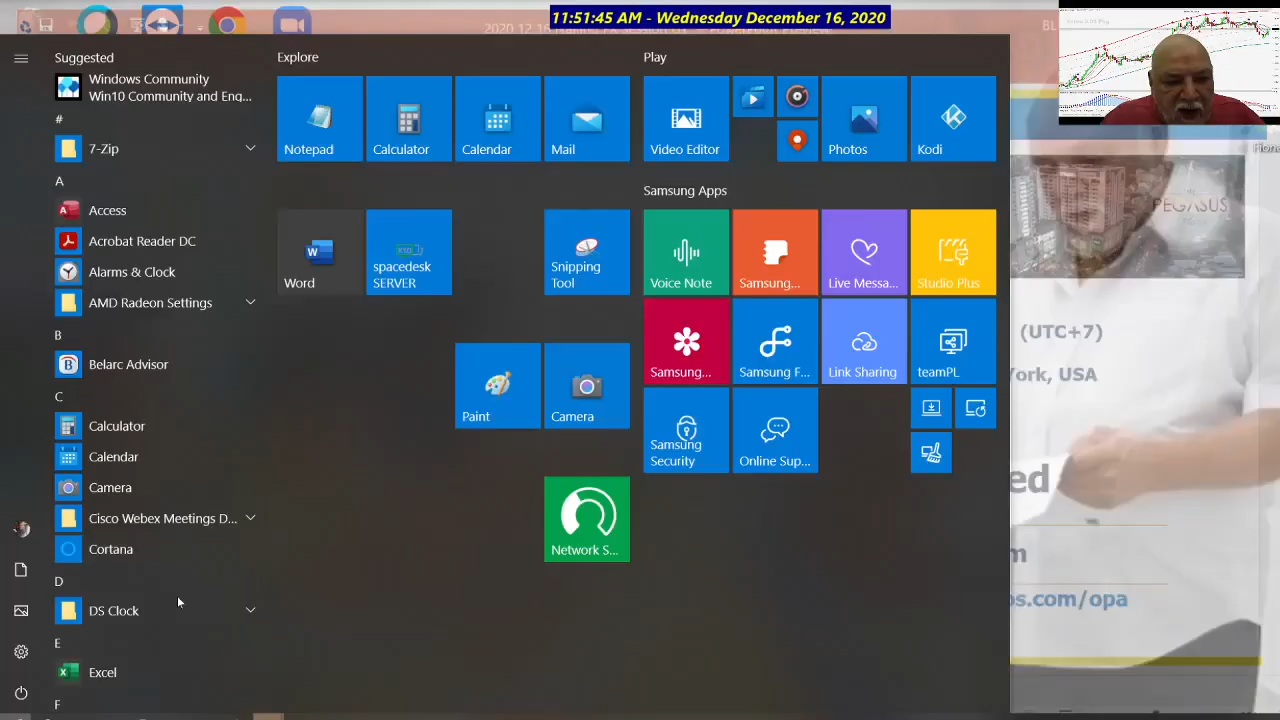 11:51:45 AM - Wednesday December 16, 2020
Suggested
Windows Community
Win10 Community and Eng...
#
7-Zip
A
Access
Acrobat Reader DC
Alarms & Clock
AMD Radeon Settings
B
Belarc Advisor
C
Calculator
Calendar
Camera
Cisco Webex Meetings D...
Cortana
D
DS Clock
E
Excel
F
Explore
Notepad
Calculator
Calendar
Mail
Word
spacedesk
SERVER
Snipping
Tool
Paint
Camera
Network S...
Play
Video Editor
Photos
Kodi
Samsung Apps
Voice Note
Samsung...
Live Messa...
Studio Plus
Samsung...
Samsung F...
Link Sharing
teamPL
Samsung
Security
Online Sup...
BL
PEGASUS
(UTC+7)
York, USA
ed
m
os.com/opa